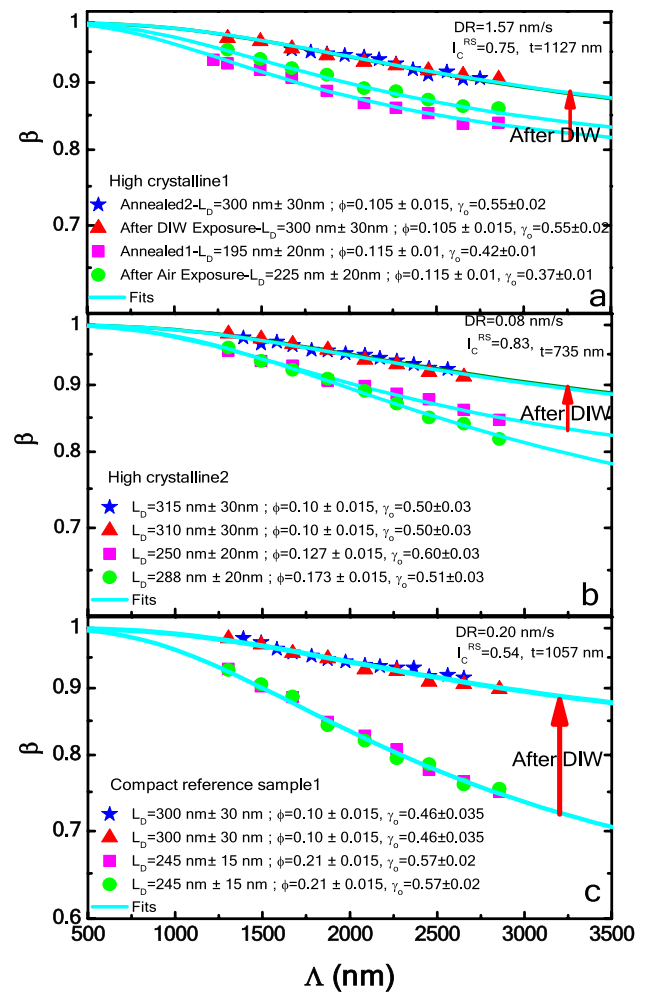 1
DR=1.57 nm/s
I_C^RS=0.75, t=1127 nm
0.9
β
After DIW
0.8
High crystalline1
Annealed2-L_D=300 nm± 30nm ; ϕ=0.105 ± 0.015, γ_o=0.55±0.02
0.7
After DIW Exposure-L_D=300 nm± 30nm ; ϕ=0.105 ± 0.015, γ_o=0.55±0.02
Annealed1-L_D=195 nm± 20nm ; ϕ=0.115 ± 0.01, γ_o=0.42±0.01
After Air Exposure-L_D=225 nm ± 20nm ; ϕ=0.115 ± 0.01, γ_o=0.37±0.01
Fits
a
1
DR=0.08 nm/s
I_C^RS=0.83, t=735 nm
0.9
β
After DIW
0.8
High crystalline2
L_D=315 nm± 30nm ; ϕ=0.10 ± 0.015, γ_o=0.50±0.03
0.7
L_D=310 nm± 30nm ; ϕ=0.10 ± 0.015, γ_o=0.50±0.03
L_D=250 nm± 20nm ; ϕ=0.127 ± 0.015, γ_o=0.60±0.03
L_D=288 nm ± 20nm ; ϕ=0.173 ± 0.015, γ_o=0.51±0.03
Fits
b
1
DR=0.20 nm/s
I_C^RS=0.54, t=1057 nm
0.9
β
After DIW
0.8
Compact reference sample1
L_D=300 nm± 30 nm ; ϕ=0.10 ± 0.015, γ_o=0.46±0.035
0.7
L_D=300 nm± 30 nm ; ϕ=0.10 ± 0.015, γ_o=0.46±0.035
L_D=245 nm± 15 nm ; ϕ=0.21 ± 0.015, γ_o=0.57±0.02
L_D=245 nm ± 15 nm ; ϕ=0.21 ± 0.015, γ_o=0.57±0.02
Fits
c
0.6
500 1000 1500 2000 2500 3000 3500
Λ (nm)